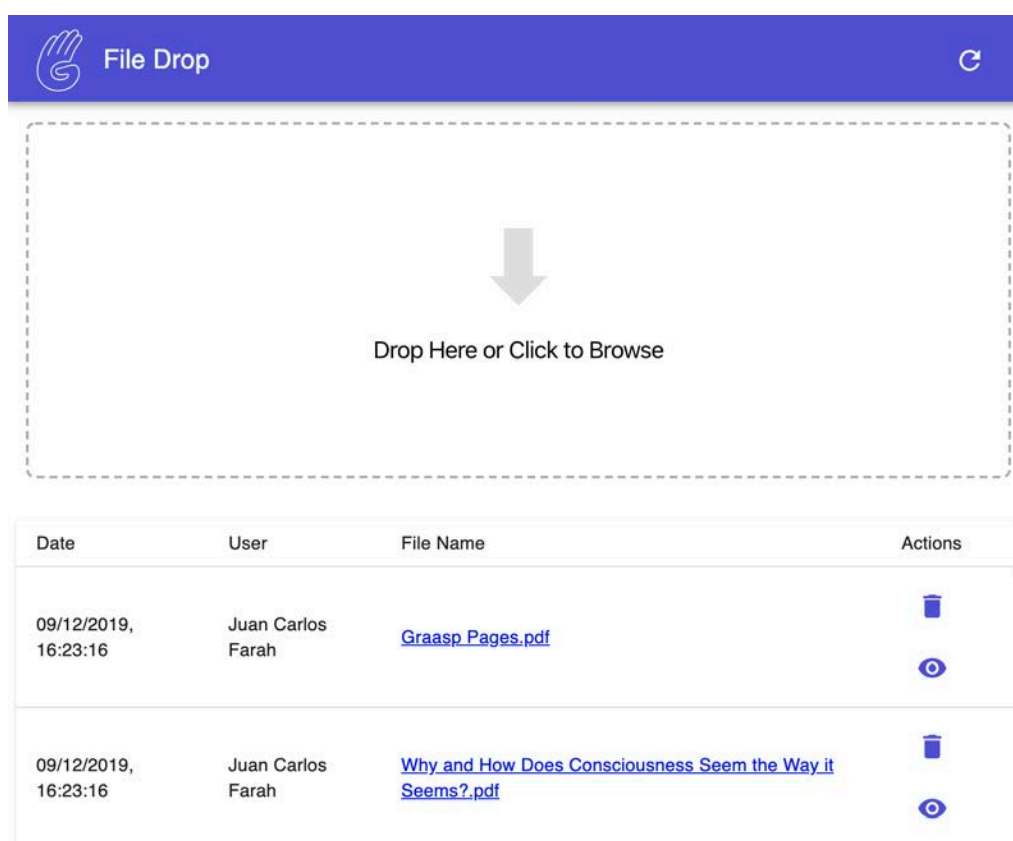 File Drop
Drop Here or Click to Browse
Date User File Name Actions
09/12/2019, Juan Carlos Graasp Pages.pdf
16:23:16 Farah
09/12/2019, Juan Carlos Why and How Does Consciousness Seem the Way it
16:23:16 Farah Seems?.pdf